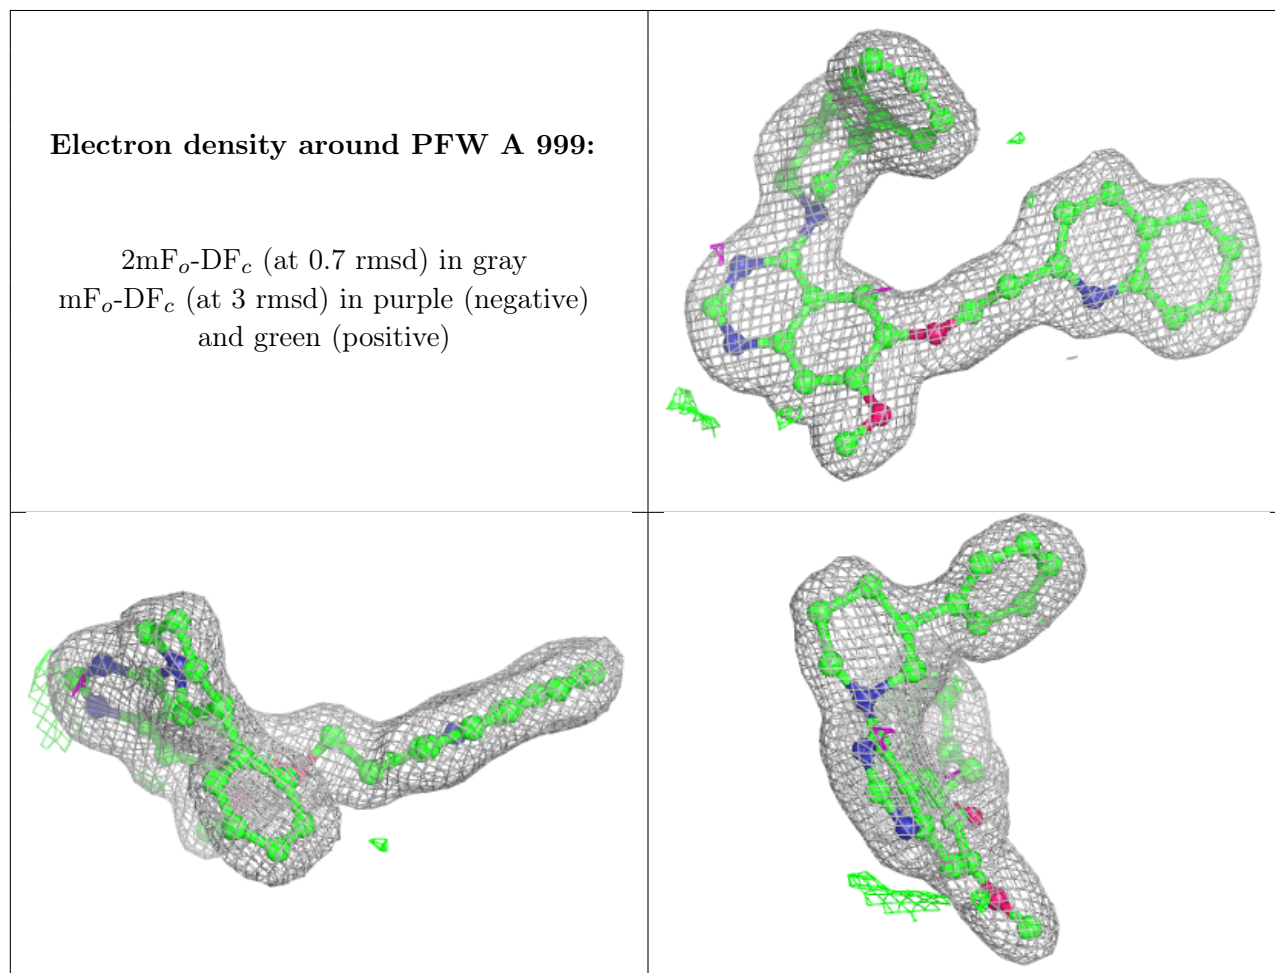 Electron density around PFW A 999:
2mFo-DFc (at 0.7 rmsd) in gray
mFo-DFc (at 3 rmsd) in purple (negative)
and green (positive)